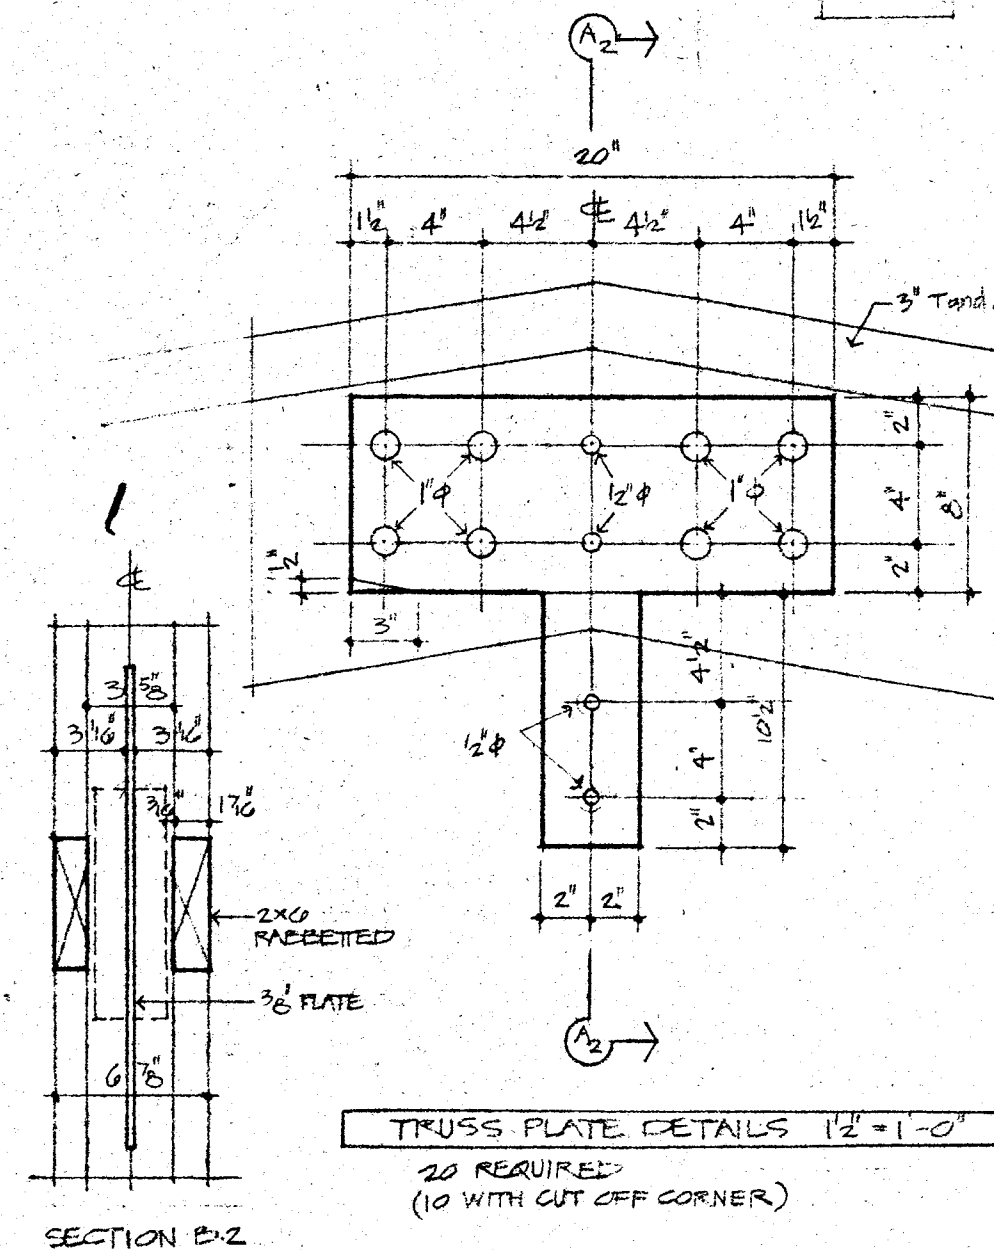 A2
20"
1½" 4" 4½" ℄ 4½" 4" 1½"
3" Tand.
2"
1"φ ½"φ 1"φ
4"
8"
½"
2"
3"
℄
4½"
3 5/8"
3 1/16" 3 1/16"
½"φ
10½"
4"
3/16" 1 7/16"
2"
2×6
RABBETTED
2" 2"
3/8" PLATE
A2
6 7/8"
TRUSS PLATE DETAILS 1½" = 1'-0"
20 REQUIRED
(10 WITH CUT OFF CORNER)
SECTION B-2